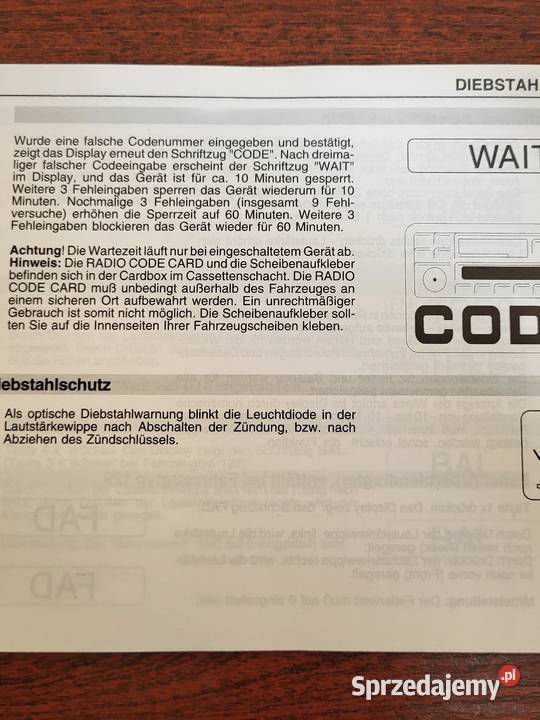 DIEBSTAH
Wurde eine falsche Codenummer eingegeben und bestätigt,
zeigt das Display erneut den Schriftzug "CODE". Nach dreima-
liger falscher Codeeingabe erscheint der Schriftzug "WAIT"
im Display, und das Gerät ist für ca. 10 Minuten gesperrt.
Weitere 3 Fehleingaben sperren das Gerät wiederum für 10
Minuten. Nochmalige 3 Fehleingaben (insgesamt 9 Fehl-
versuche) erhöhen die Sperrzeit auf 60 Minuten. Weitere 3
Fehleingaben blockieren das Gerät wieder für 60 Minuten.
Achtung! Die Wartezeit läuft nur bei eingeschaltetem Gerät ab.
Hinweis: Die RADIO CODE CARD und die Scheibenaufkleber
befinden sich in der Cardbox im Cassettenschacht. Die RADIO
CODE CARD muß unbedingt außerhalb des Fahrzeuges an
einem sicheren Ort aufbewahrt werden. Ein unrechtmäßiger
Gebrauch ist somit nicht möglich. Die Scheibenaufkleber soll-
ten Sie auf die Innenseiten Ihrer Fahrzeugscheiben kleben.
WAIT
COD
iebstahlschutz
Als optische Diebstahlwarnung blinkt die Leuchtdiode in der
Lautstärkewippe nach Abschalten der Zündung, bzw. nach
Abziehen des Zündschlüssels.
FAD
FAD
Sprzedajemy.pl